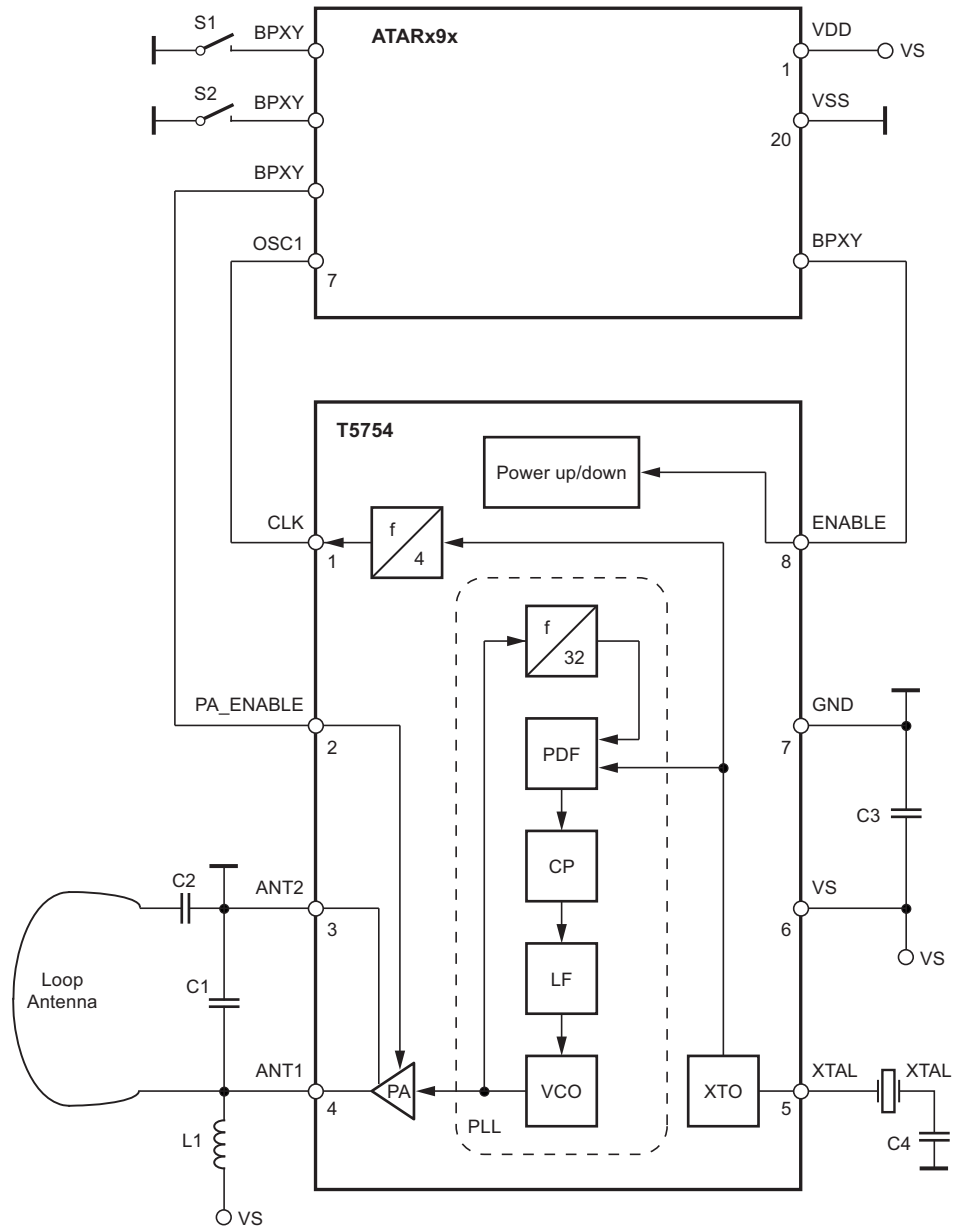 S1
BPXY
ATARx9x
VDD
1
VS
S2
BPXY
VSS
20
BPXY
OSC1
7
BPXY
T5754
Power up/down
CLK
1
f
4
ENABLE
8
f
32
PA_ENABLE
2
GND
7
PDF
C3
CP
C2
ANT2
3
VS
6
VS
Loop
Antenna
C1
LF
ANT1
4
PA
VCO
XTO
XTAL
5
XTAL
PLL
L1
C4
VS